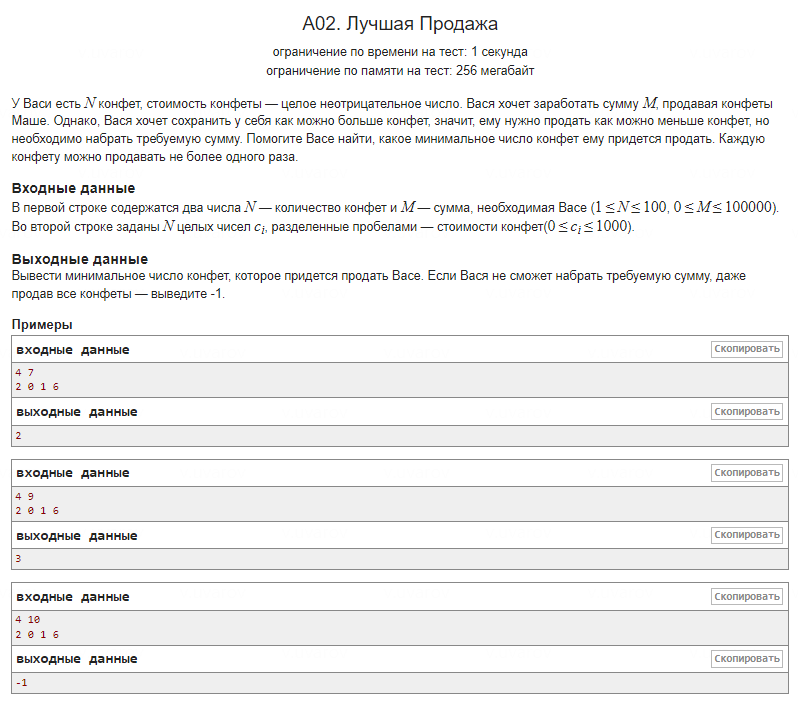 A02. Лучшая Продажа
ограничение по времени на тест: 1 секунда
ограничение по памяти на тест: 256 мегабайт
У Васи есть N конфет, стоимость конфеты — целое неотрицательное число. Вася хочет заработать сумму M, продавая конфеты
Маше. Однако, Вася хочет сохранить у себя как можно больше конфет, значит, ему нужно продать как можно меньше конфет, но
необходимо набрать требуемую сумму. Помогите Васе найти, какое минимальное число конфет ему придется продать. Каждую
конфету можно продавать не более одного раза.
Входные данные
В первой строке содержатся два числа N — количество конфет и M — сумма, необходимая Васе (1 ≤ N ≤ 100, 0 ≤ M ≤ 100000).
Во второй строке заданы N целых чисел cᵢ, разделенные пробелами — стоимости конфет(0 ≤ cᵢ ≤ 1000).
Выходные данные
Вывести минимальное число конфет, которое придется продать Васе. Если Вася не сможет набрать требуемую сумму, даже
продав все конфеты — выведите -1.
Примеры
входные данные Скопировать
4 7
2 0 1 6
выходные данные Скопировать
2
входные данные Скопировать
4 9
2 0 1 6
выходные данные Скопировать
3
входные данные Скопировать
4 10
2 0 1 6
выходные данные Скопировать
-1